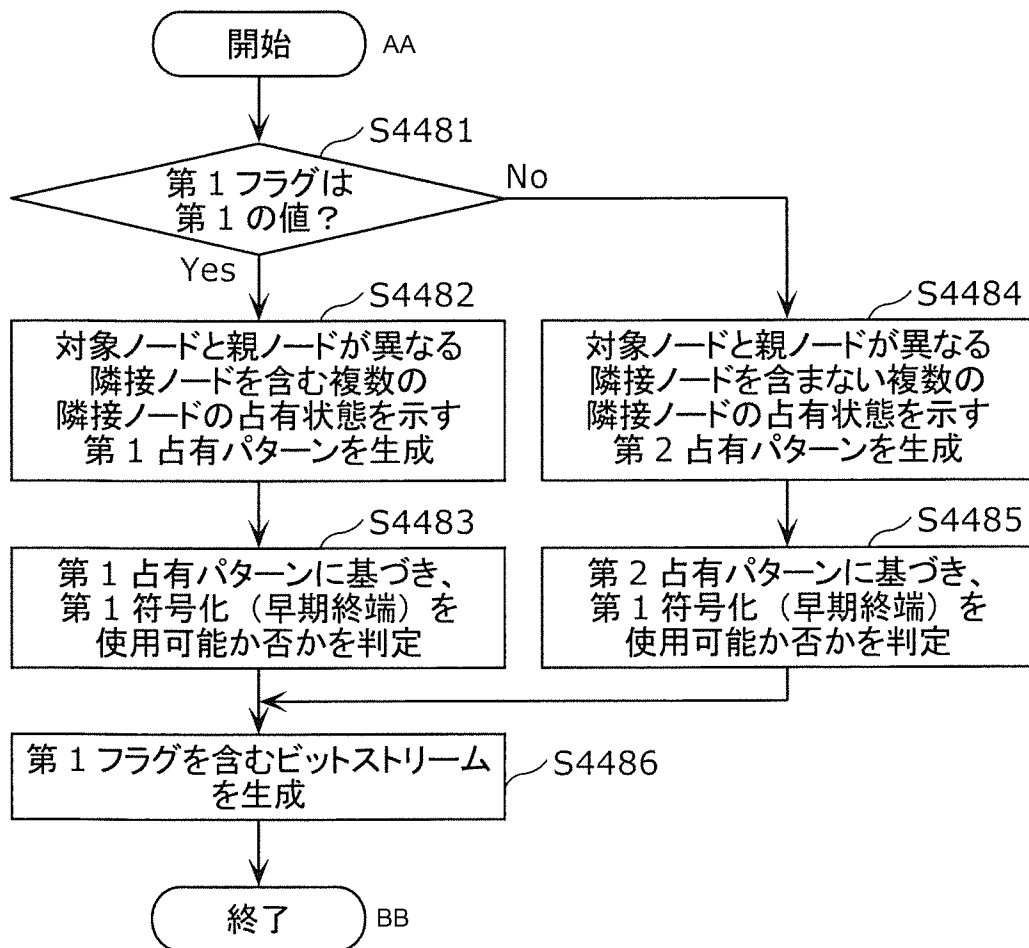 開始
AA
S4481
第1フラグは
第1の値？
No
Yes
S4482
対象ノードと親ノードが異なる
隣接ノードを含む複数の
隣接ノードの占有状態を示す
第1占有パターンを生成
S4484
対象ノードと親ノードが異なる
隣接ノードを含まない複数の
隣接ノードの占有状態を示す
第2占有パターンを生成
S4483
第1占有パターンに基づき、
第1符号化（早期終端）を
使用可能か否かを判定
S4485
第2占有パターンに基づき、
第1符号化（早期終端）を
使用可能か否かを判定
第1フラグを含むビットストリーム
を生成
S4486
終了
BB